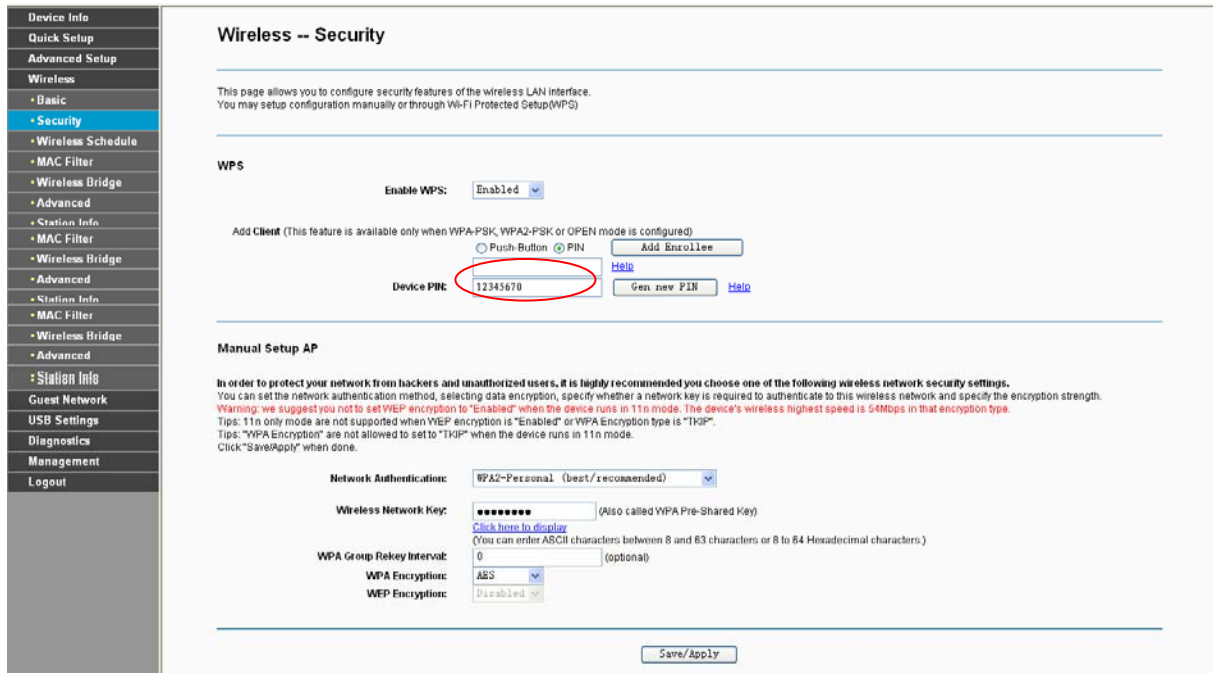 Device Info
Quick Setup
Advanced Setup
Wireless
•Basic
•Security
•Wireless Schedule
•MAC Filter
•Wireless Bridge
•Advanced
•Station Info
•MAC Filter
•Wireless Bridge
•Advanced
•Station Info
•MAC Filter
•Wireless Bridge
•Advanced
Station Info
Guest Network
USB Settings
Diagnostics
Management
Logout
Wireless -- Security
This page allows you to configure security features of the wireless LAN interface.
You may setup configuration manually or through Wi-Fi Protected Setup(WPS)
WPS
Enable WPS: Enabled
Add Client (This feature is available only when WPA-PSK, WPA2-PSK or OPEN mode is configured)
Push-Button PIN Add Enrollee
Help
Device PIN: 12345670 Gen new PIN Help
Manual Setup AP
In order to protect your network from hackers and unauthorized users, it is highly recommended you choose one of the following wireless network security settings.
You can set the network authentication method, selecting data encryption, specify whether a network key is required to authenticate to this wireless network and specify the encryption strength.
Warning: we suggest you not to set WEP encryption to "Enabled" when the device runs in 11n mode. The device's wireless highest speed is 54Mbps in that encryption type.
Tips: 11n only mode are not supported when WEP encryption is "Enabled" or WPA Encryption type is "TKIP".
Tips: "WPA Encryption" are not allowed to set to "TKIP" when the device runs in 11n mode.
Click "Save/Apply" when done.
Network Authentication: WPA2-Personal (best/recommended)
Wireless Network Key: •••••••• (Also called WPA Pre-Shared Key)
Click here to display
(You can enter ASCII characters between 8 and 63 characters or 8 to 64 Hexadecimal characters.)
WPA Group Rekey Interval: 0 (optional)
WPA Encryption: AES
WEP Encryption: Disabled
Save/Apply